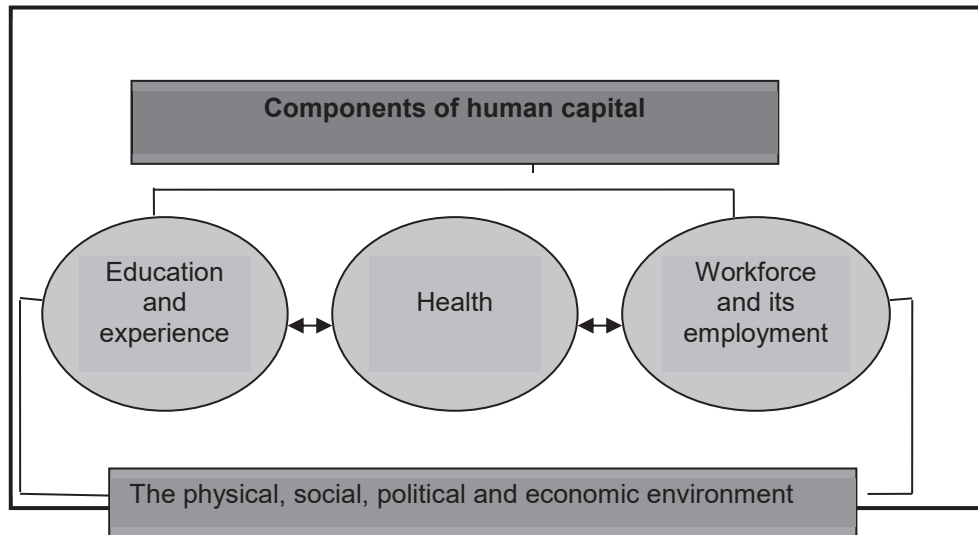 Components of human capital
Education
and
experience
Health
Workforce
and its
employment
The physical, social, political and economic environment